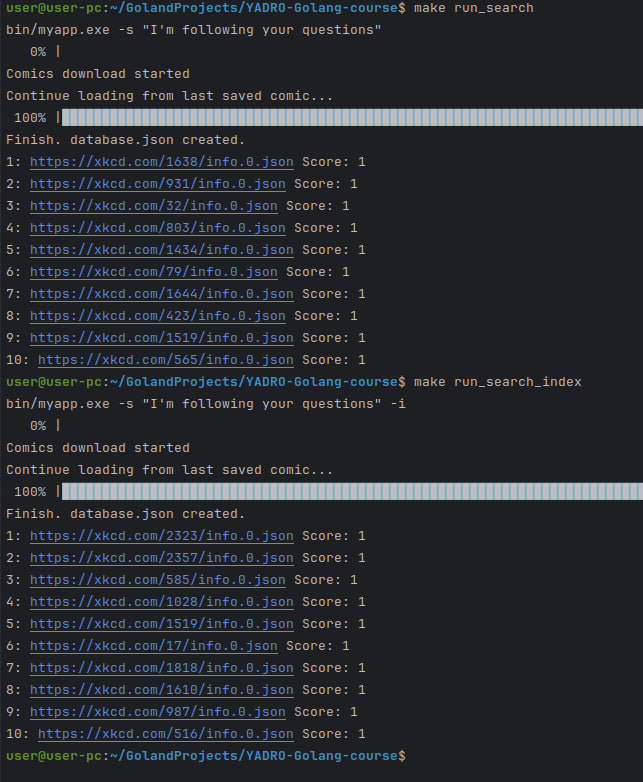 user@user-pc:~/GolandProjects/YADRO-Golang-course$ make run_search
bin/myapp.exe -s "I'm following your questions"
0% |
Comics download started
Continue loading from last saved comic...
100% |
Finish. database.json created.
1: https://xkcd.com/1638/info.0.json Score: 1
2: https://xkcd.com/931/info.0.json Score: 1
3: https://xkcd.com/32/info.0.json Score: 1
4: https://xkcd.com/803/info.0.json Score: 1
5: https://xkcd.com/1434/info.0.json Score: 1
6: https://xkcd.com/79/info.0.json Score: 1
7: https://xkcd.com/1644/info.0.json Score: 1
8: https://xkcd.com/423/info.0.json Score: 1
9: https://xkcd.com/1519/info.0.json Score: 1
10: https://xkcd.com/565/info.0.json Score: 1
user@user-pc:~/GolandProjects/YADRO-Golang-course$ make run_search_index
bin/myapp.exe -s "I'm following your questions" -i
0% |
Comics download started
Continue loading from last saved comic...
100% |
Finish. database.json created.
1: https://xkcd.com/2323/info.0.json Score: 1
2: https://xkcd.com/2357/info.0.json Score: 1
3: https://xkcd.com/585/info.0.json Score: 1
4: https://xkcd.com/1028/info.0.json Score: 1
5: https://xkcd.com/1519/info.0.json Score: 1
6: https://xkcd.com/17/info.0.json Score: 1
7: https://xkcd.com/1818/info.0.json Score: 1
8: https://xkcd.com/1610/info.0.json Score: 1
9: https://xkcd.com/987/info.0.json Score: 1
10: https://xkcd.com/516/info.0.json Score: 1
user@user-pc:~/GolandProjects/YADRO-Golang-course$